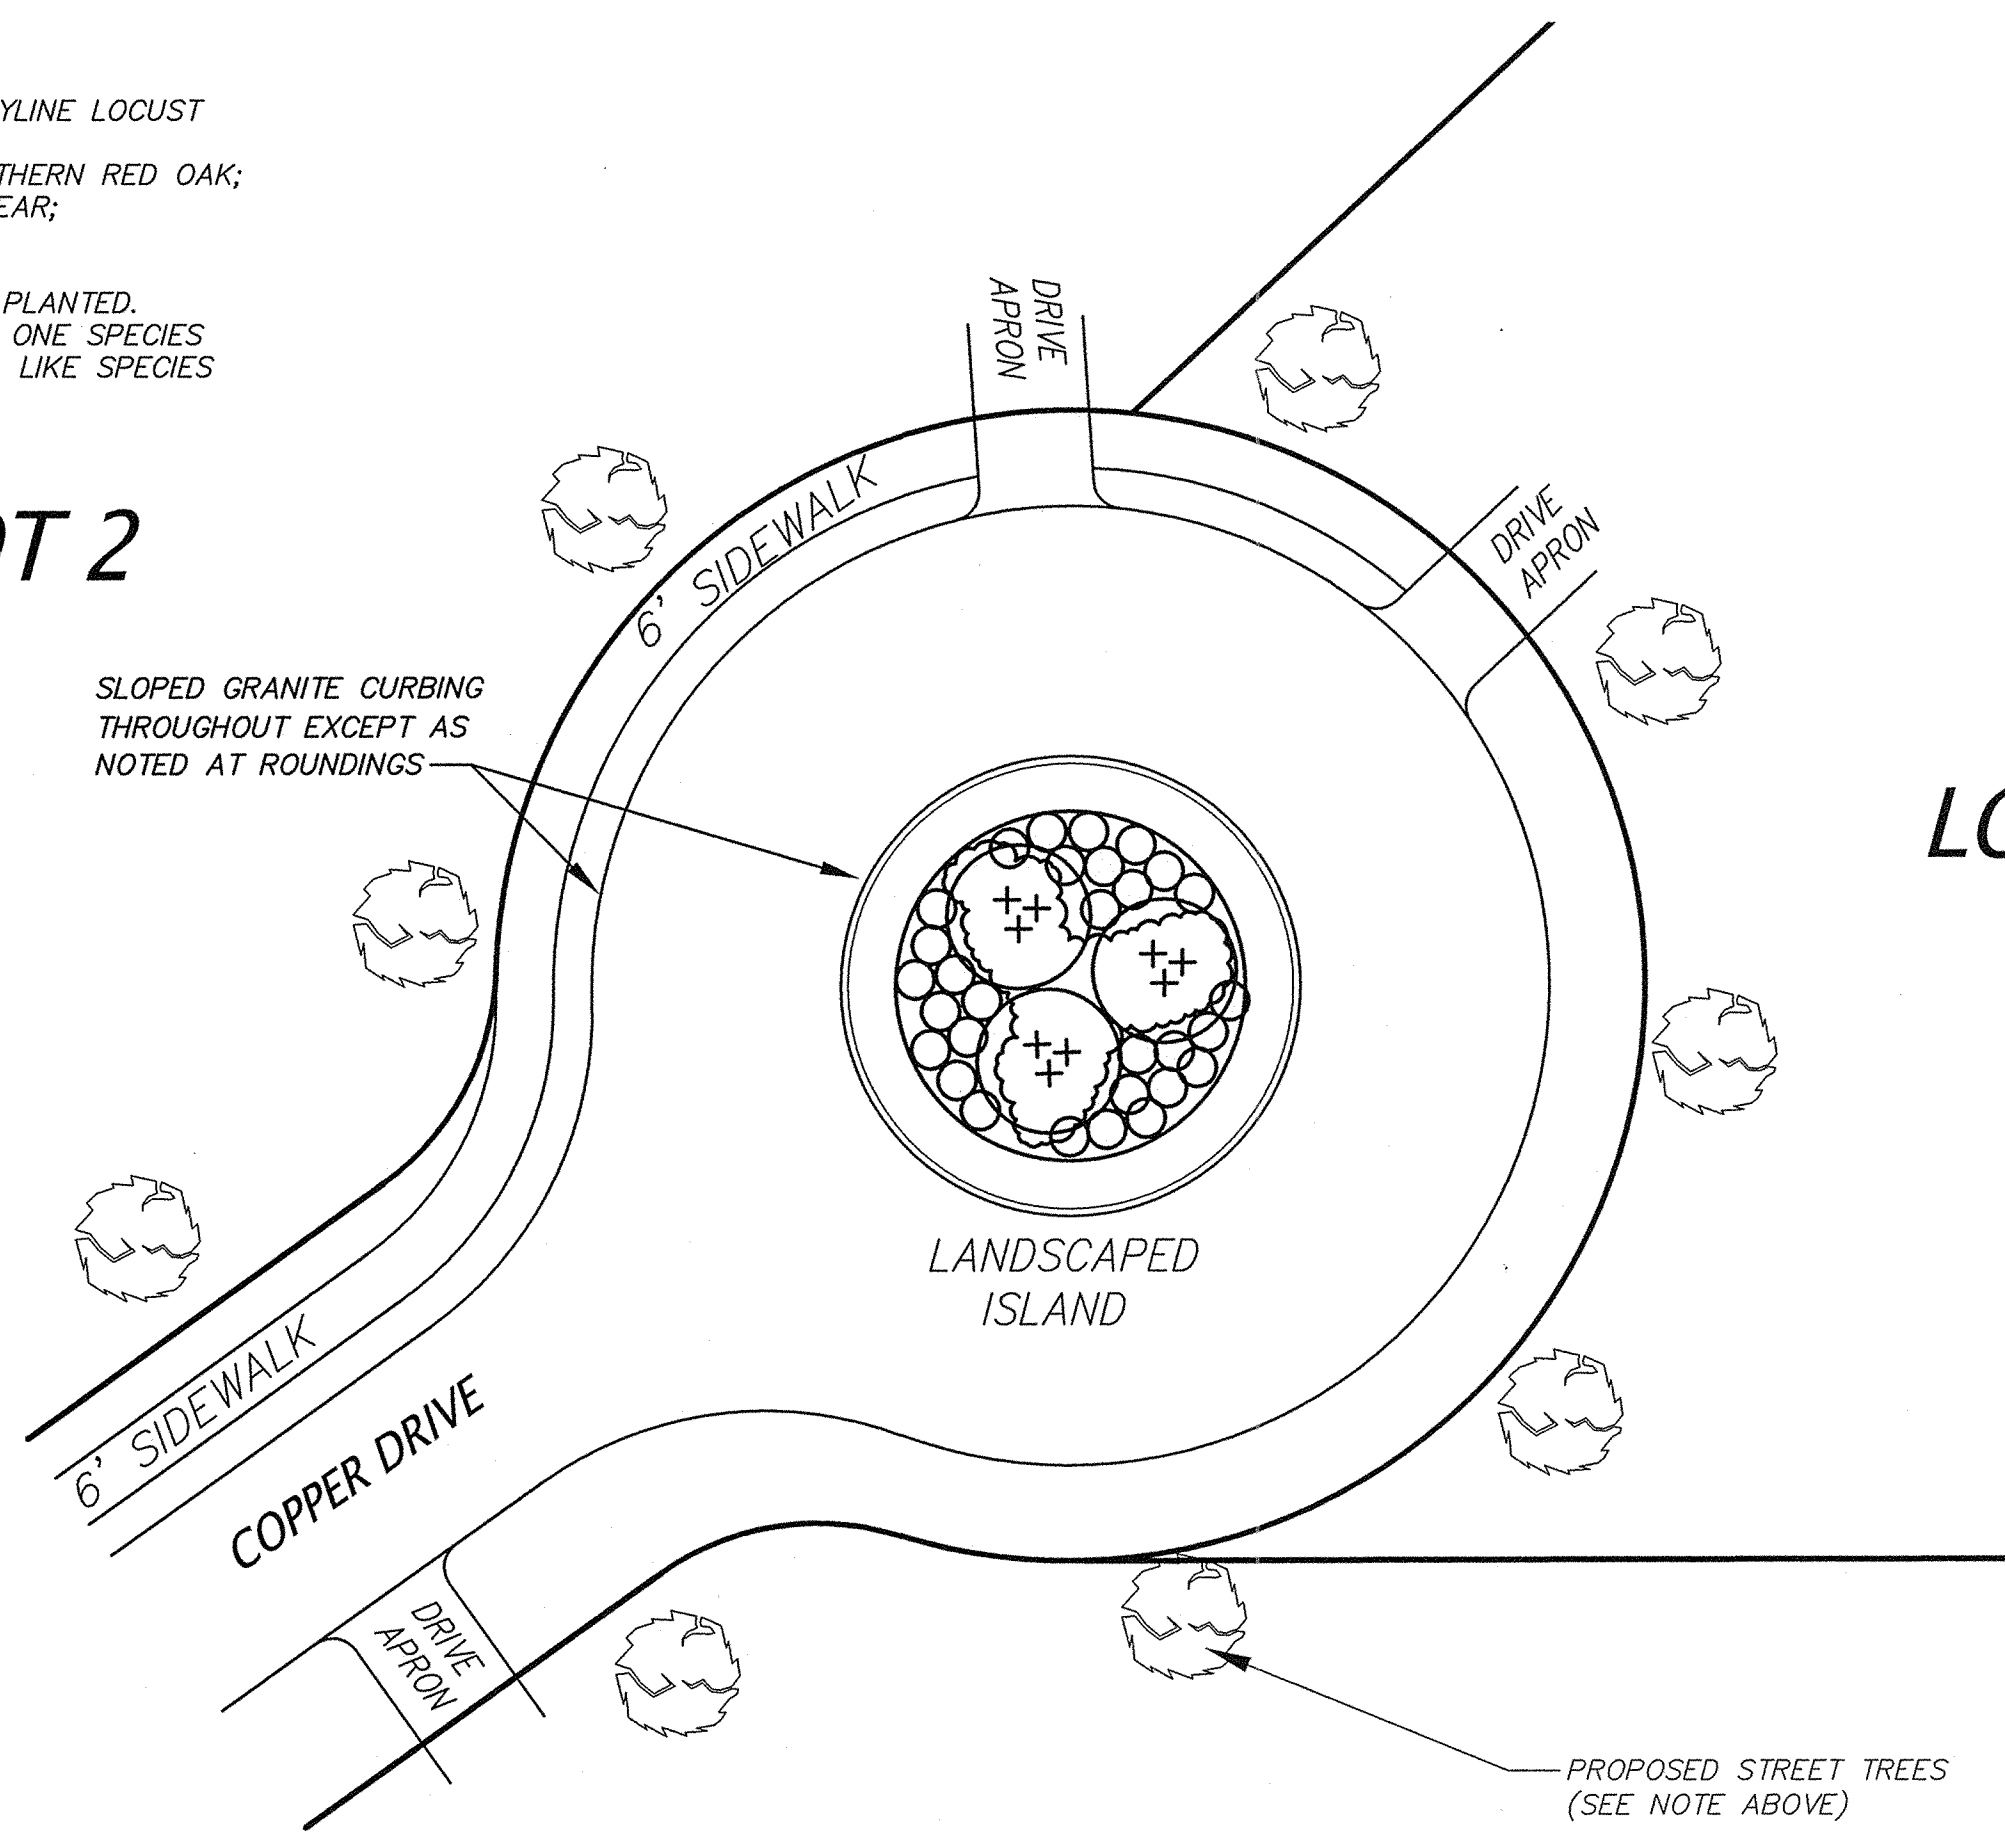 YLINE LOCUST
THERN RED OAK;
EAR;
PLANTED.
ONE SPECIES
LIKE SPECIES
OT 2
DRIVE
APRON
6' SIDEWALK
DRIVE
APRON
SLOPED GRANITE CURBING
THROUGHOUT EXCEPT AS
NOTED AT ROUNDINGS
LO
LANDSCAPED
ISLAND
6' SIDEWALK
COPPER DRIVE
DRIVE
APRON
PROPOSED STREET TREES
(SEE NOTE ABOVE)